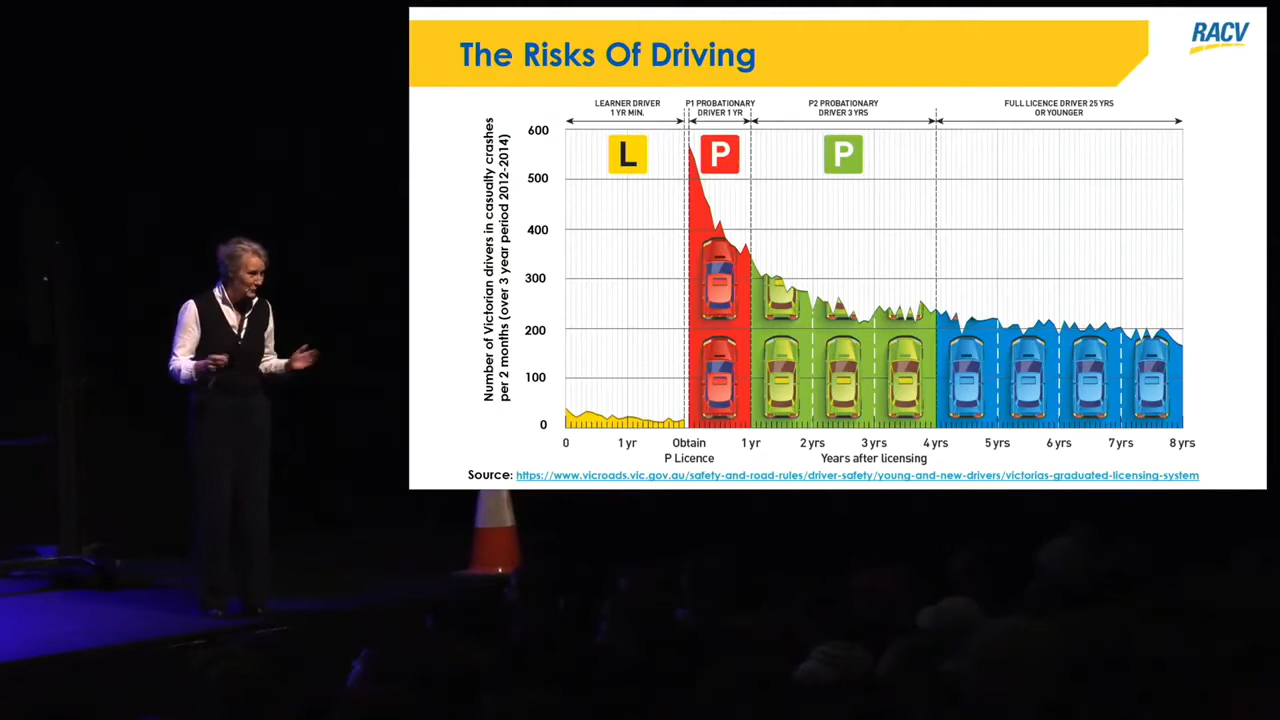 The Risks Of Driving
RACV
LEARNER DRIVER
1 YR MIN.
P1 PROBATIONARY
DRIVER 1 YR
P2 PROBATIONARY
DRIVER 3 YRS
FULL LICENCE DRIVER 25 YRS
OR YOUNGER
Number of Victorian drivers in casualty crashes
per 2 months (over 3 year period 2012-2014)
600
500
400
300
200
100
0
L
P
P
0
1 yr
Obtain
P Licence
1 yr
2 yrs
3 yrs
4 yrs
5 yrs
6 yrs
7 yrs
8 yrs
Years after licensing
Source: https://www.vicroads.vic.gov.au/safety-and-road-rules/driver-safety/young-and-new-drivers/victorias-graduated-licensing-system